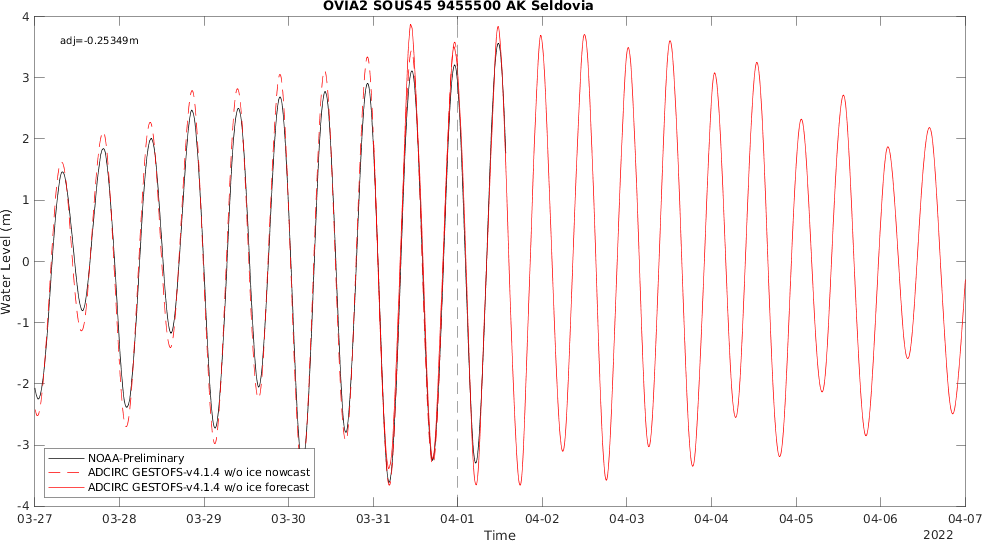 OVIA2 SOUS45 9455500 AK Seldovia
adj=-0.25349m
4
3
2
1
0
-1
-2
-3
-4
Water Level (m)
NOAA-Preliminary
ADCIRC GESTOFS-v4.1.4 w/o ice nowcast
ADCIRC GESTOFS-v4.1.4 w/o ice forecast
03-27 03-28 03-29 03-30 03-31 04-01 04-02 04-03 04-04 04-05 04-06 04-07
Time
2022